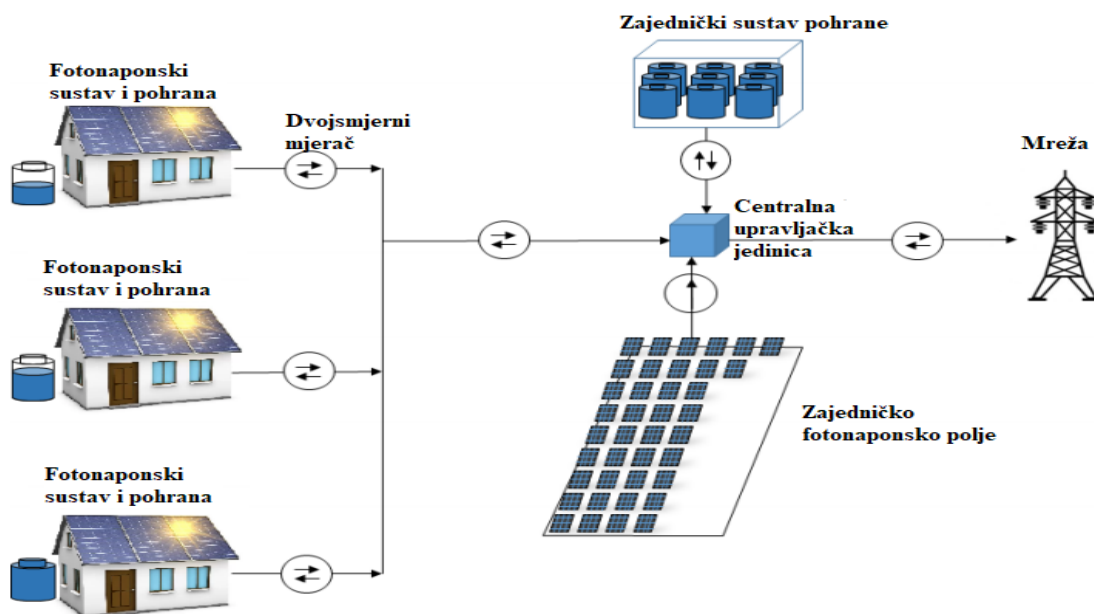 Zajednički sustav pohrane
Fotonaponski
sustav i pohrana
Dvojsmjerni
mjerač
Mreža
Centralna
upravljačka
jedinica
Fotonaponski
sustav i pohrana
Zajedničko
fotonaponsko polje
Fotonaponski
sustav i pohrana